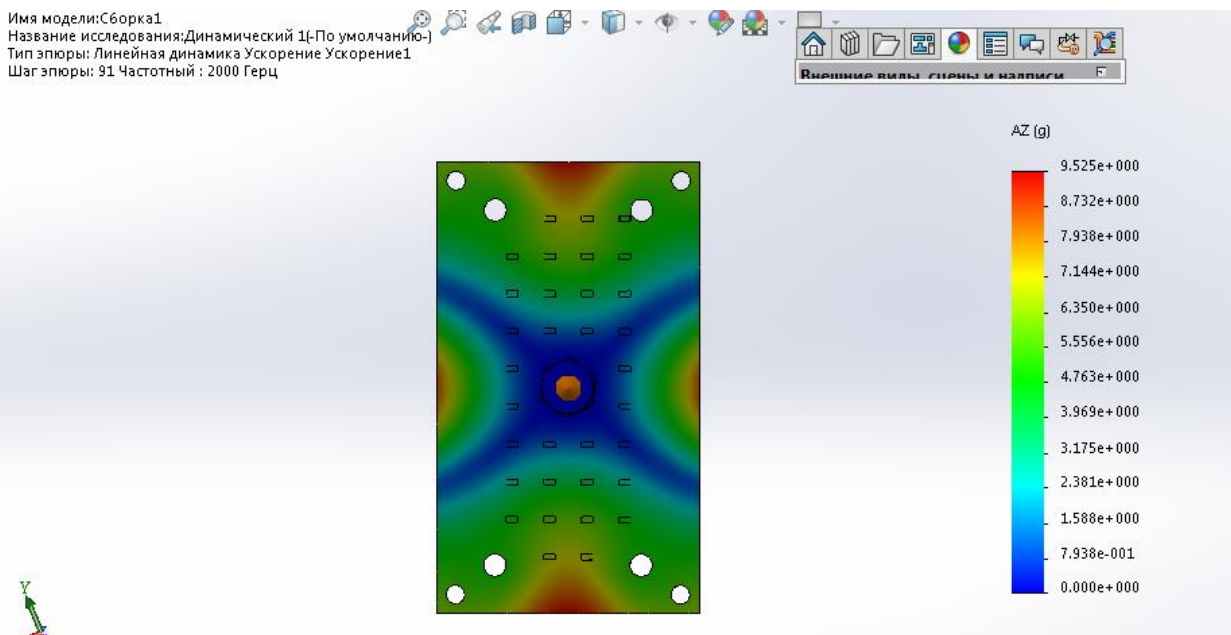 Имя модели:Сборка1
Название исследования:Динамический 1(-По умолчанию-)
Тип эпюры: Линейная динамика Ускорение Ускорение1
Шаг эпюры: 91 Частотный : 2000 Герц
Внешние виды, сцены и надписи
AZ (g)
9.525e+000
8.732e+000
7.938e+000
7.144e+000
6.350e+000
5.556e+000
4.763e+000
3.969e+000
3.175e+000
2.381e+000
1.588e+000
7.938e-001
0.000e+000
Y